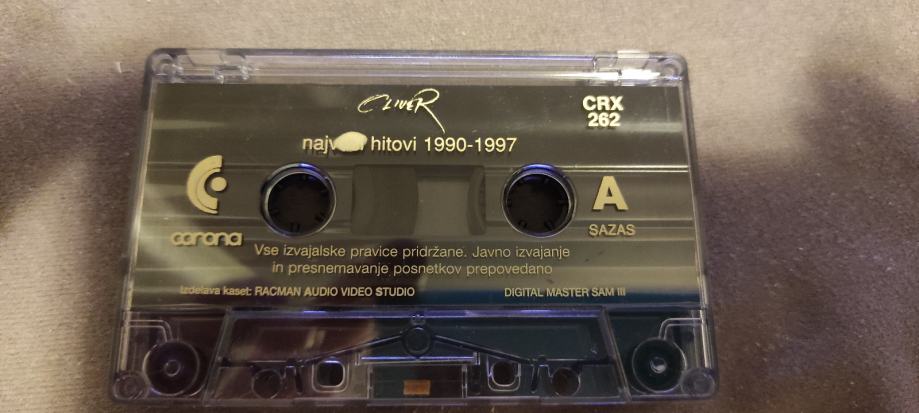 OliveR
CRX
262
hitovi 1990-1997
A
SAZAS
corona
Vse izvajalske pravice pridržane. Javno izvajanje
in presnemavanje posnetkov prepovedano
Izdelava kaset: RACMAN AUDIO VIDEO STUDIO
DIGITAL MASTER SAM III